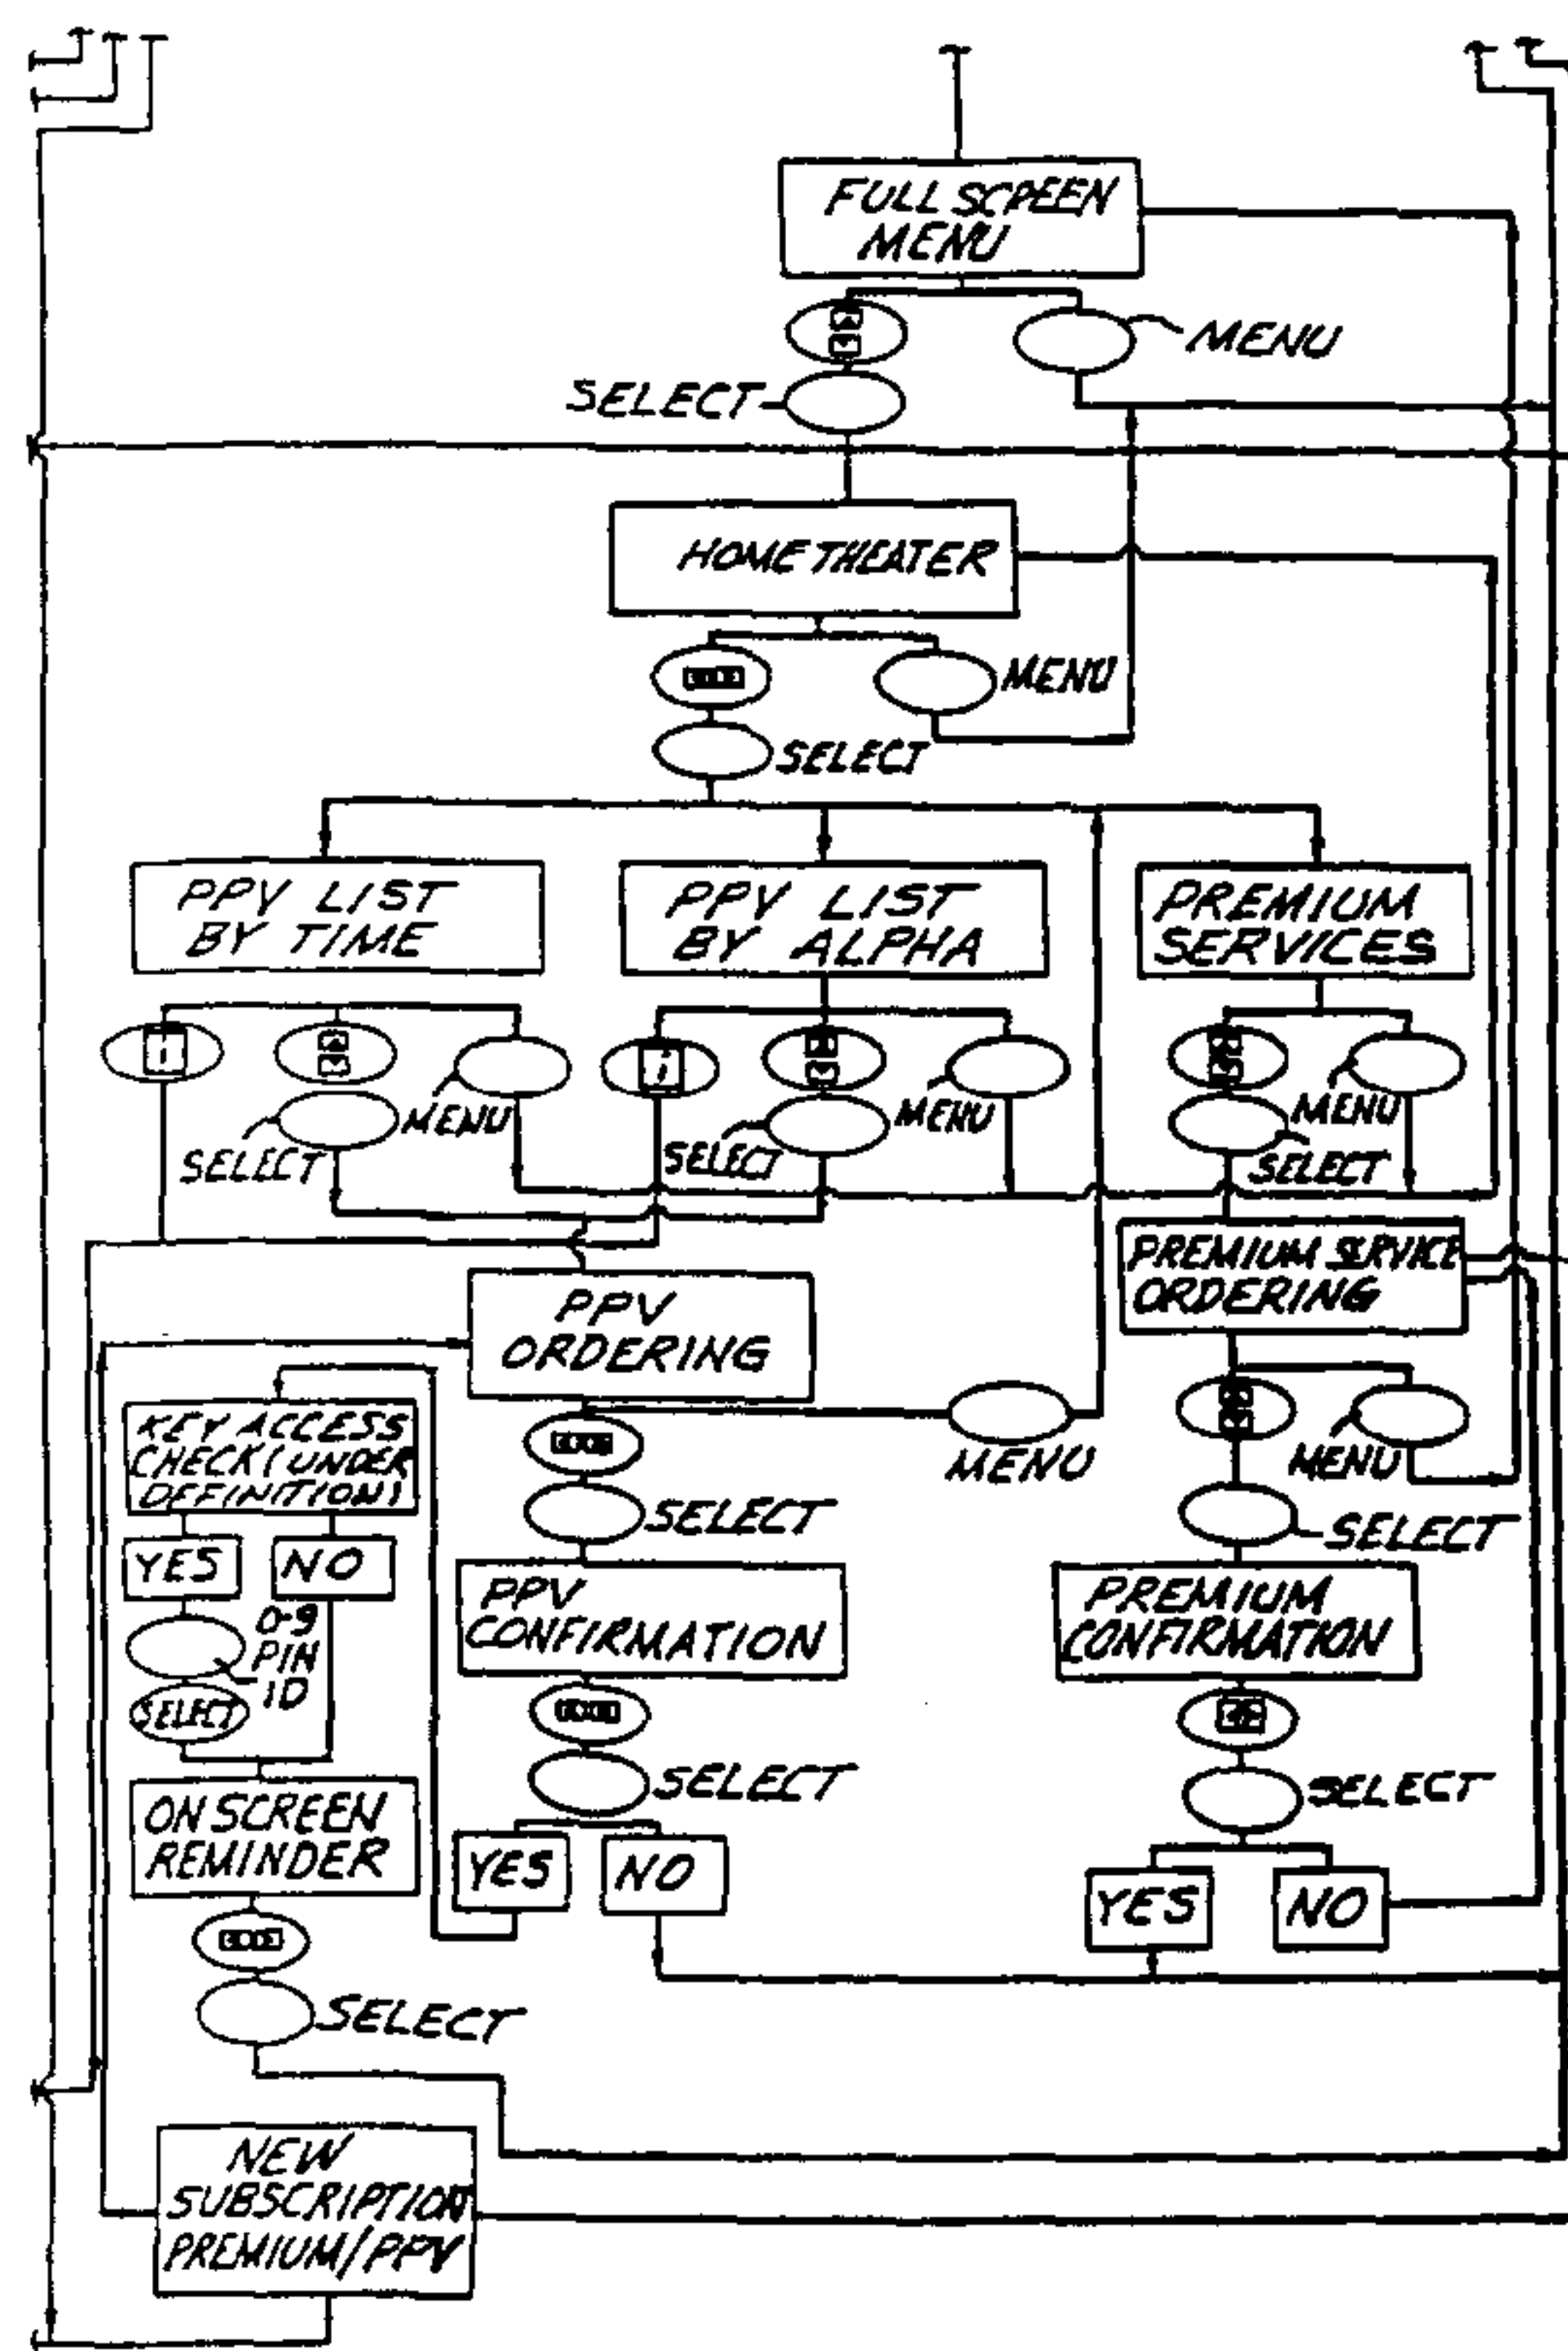 FULL SCREEN
MENU
MENU
SELECT
HOME THEATER
MENU
SELECT
PPV LIST
BY TIME
PPV LIST
BY ALPHA
PREMIUM
SERVICES
i
SELECT
MENU
i
SELECT
MENU
MENU
SELECT
PREMIUM SERVICE
ORDERING
PPV
ORDERING
MENU
SELECT
MENU
SELECT
KEY ACCESS
CHECK (UNDER
DEFINITION)
YES
NO
0-9
PIN
ID
SELECT
PPV
CONFIRMATION
SELECT
YES
NO
PREMIUM
CONFIRMATION
SELECT
YES
NO
ON SCREEN
REMINDER
SELECT
NEW
SUBSCRIPTION
PREMIUM/PPV